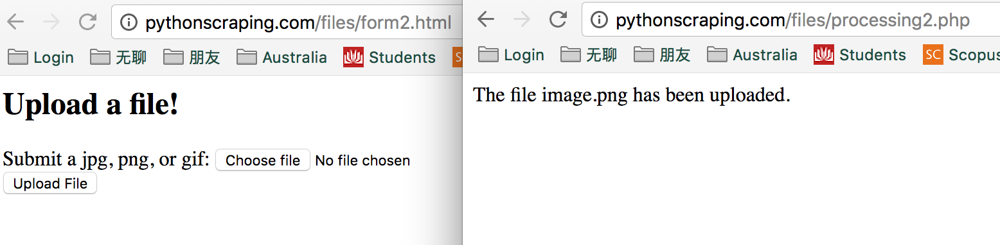 pythonscraping.com/files/form2.html
Login 无聊 朋友 Australia Students S
Upload a file!
Submit a jpg, png, or gif: Choose file No file chosen
Upload File
pythonscraping.com/files/processing2.php
Login 无聊 朋友 Australia Students SC Scopus
The file image.png has been uploaded.